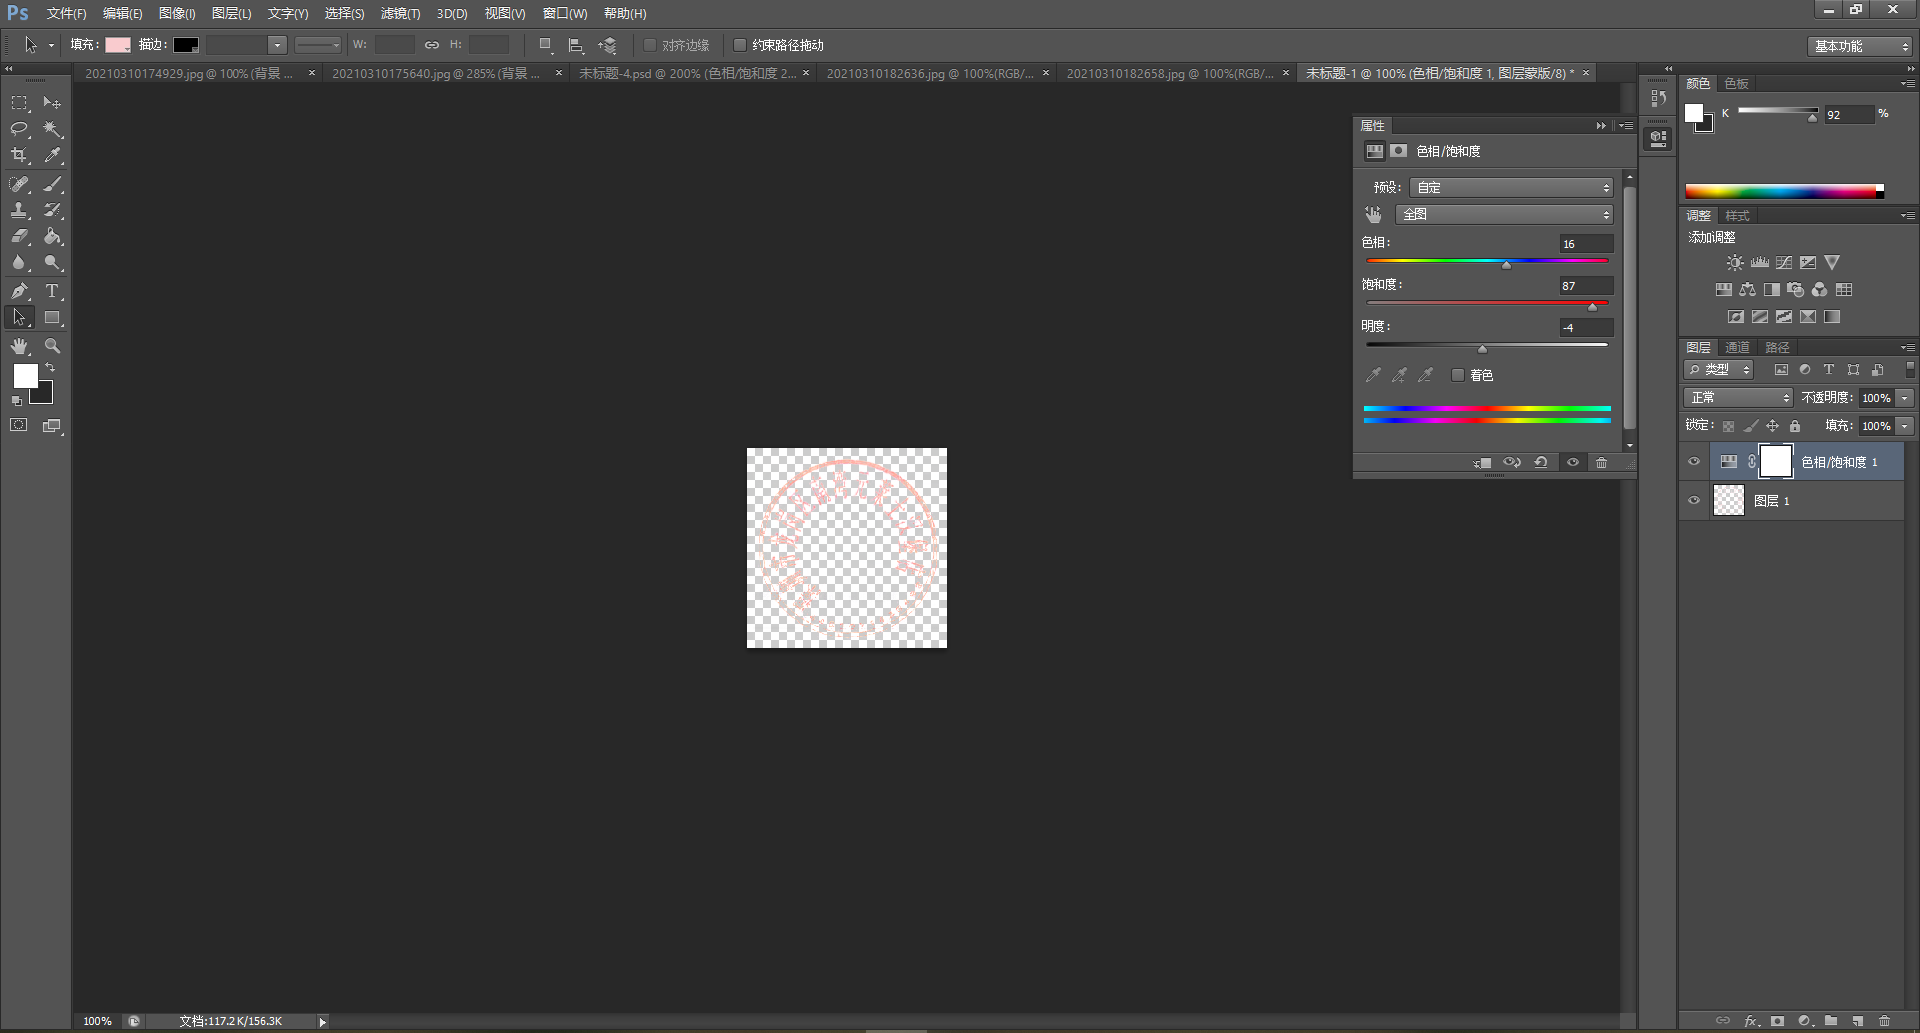 Ps 文件(F) 编辑(E) 图像(I) 图层(L) 文字(Y) 选择(S) 滤镜(T) 3D(D) 视图(V) 窗口(W) 帮助(H)
填充: 描边: W: H: 对齐边缘 约束路径拖动 基本功能
20210310174929.jpg @ 100% (背景 ... × 20210310175640.jpg @ 285% (背景 ... × 未标题-4.psd @ 200% (色相/饱和度 2... × 20210310182636.jpg @ 100%(RGB/... × 20210310182658.jpg @ 100%(RGB/... × 未标题-1 @ 100% (色相/饱和度 1, 图层蒙版/8) * ×
属性
色相/饱和度
预设: 自定
全图
色相: 16
饱和度: 87
明度: -4
着色
颜色 色板
K 92 %
调整 样式
添加调整
图层 通道 路径
类型
正常 不透明度: 100%
锁定: 填充: 100%
色相/饱和度 1
图层 1
100% 文档:117.2K/156.3K